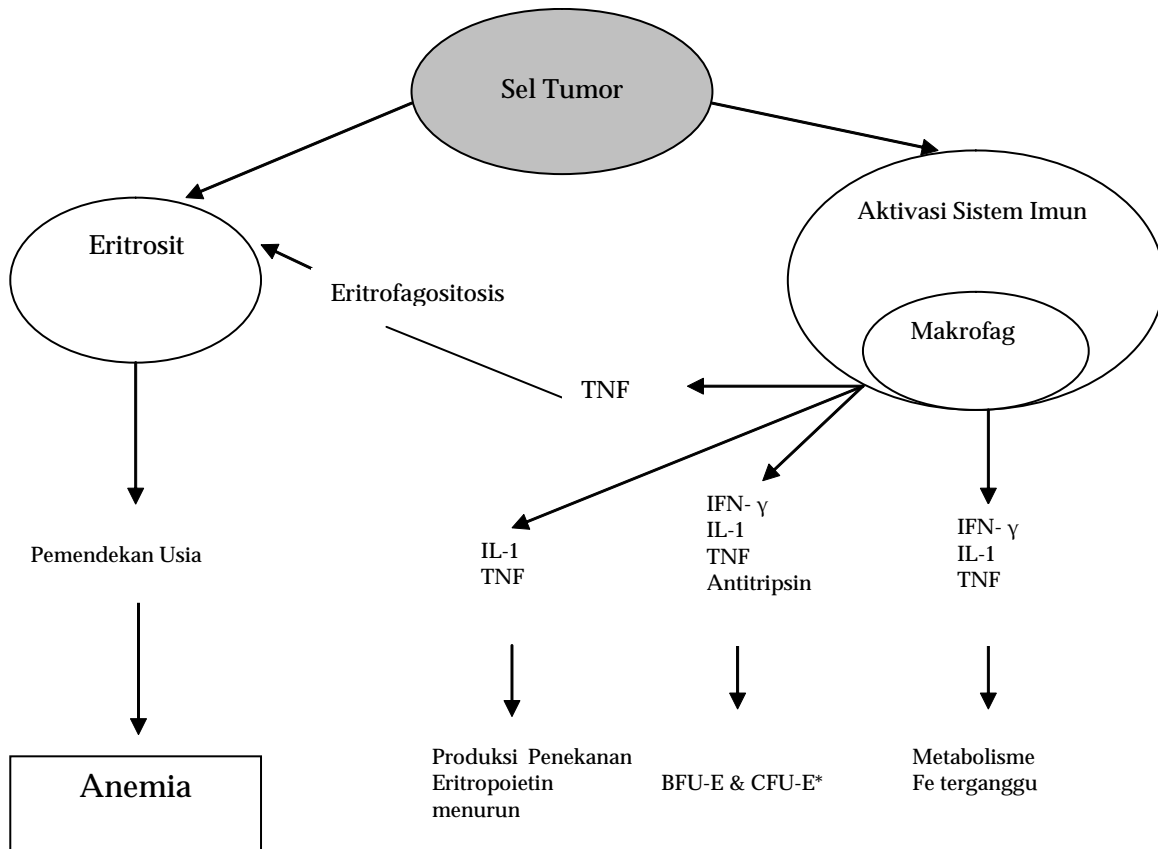 Sel Tumor
Aktivasi Sistem Imun
Eritrosit
Eritrofagositosis
Makrofag
TNF
Pemendekan Usia
IL-1
TNF
IFN- γ
IL-1
TNF
Antitripsin
IFN- γ
IL-1
TNF
Anemia
Produksi Penekanan
Eritropoietin
menurun
BFU-E & CFU-E*
Metabolisme
Fe terganggu